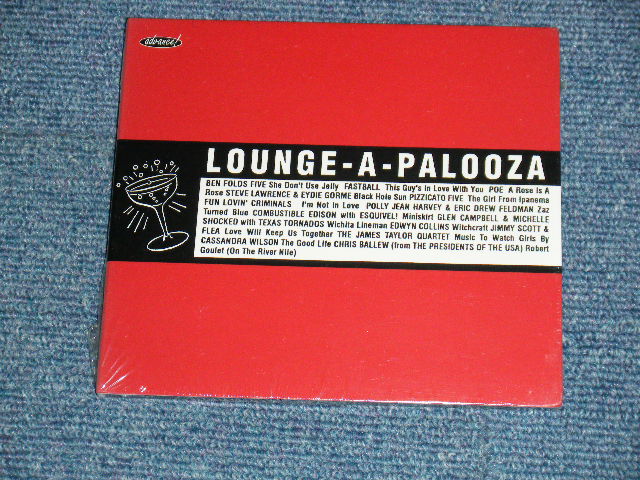 advance!
LOUNGE-A-PALOOZA
BEN FOLDS FIVE She Don't Use Jelly FASTBALL This Guy's In Love With You POE A Rose Is A
Rose STEVE LAWRENCE & EYDIE GORME Black Hole Sun PIZZICATO FIVE The Girl From Ipanema
FUN LOVIN' CRIMINALS I'm Not In Love POLLY JEAN HARVEY & ERIC DREW FELDMAN Zaz
Turned Blue COMBUSTIBLE EDISON with ESQUIVEL! Miniskirt GLEN CAMPBELL & MICHELLE
SHOCKED with TEXAS TORNADOS Wichita Lineman EDWYN COLLINS Witchcraft JIMMY SCOTT &
FLEA Love Will Keep Us Together THE JAMES TAYLOR QUARTET Music To Watch Girls By
CASSANDRA WILSON The Good Life CHRIS BALLEW (from THE PRESIDENTS OF THE USA) Robert
Goulet (On The River Nile)